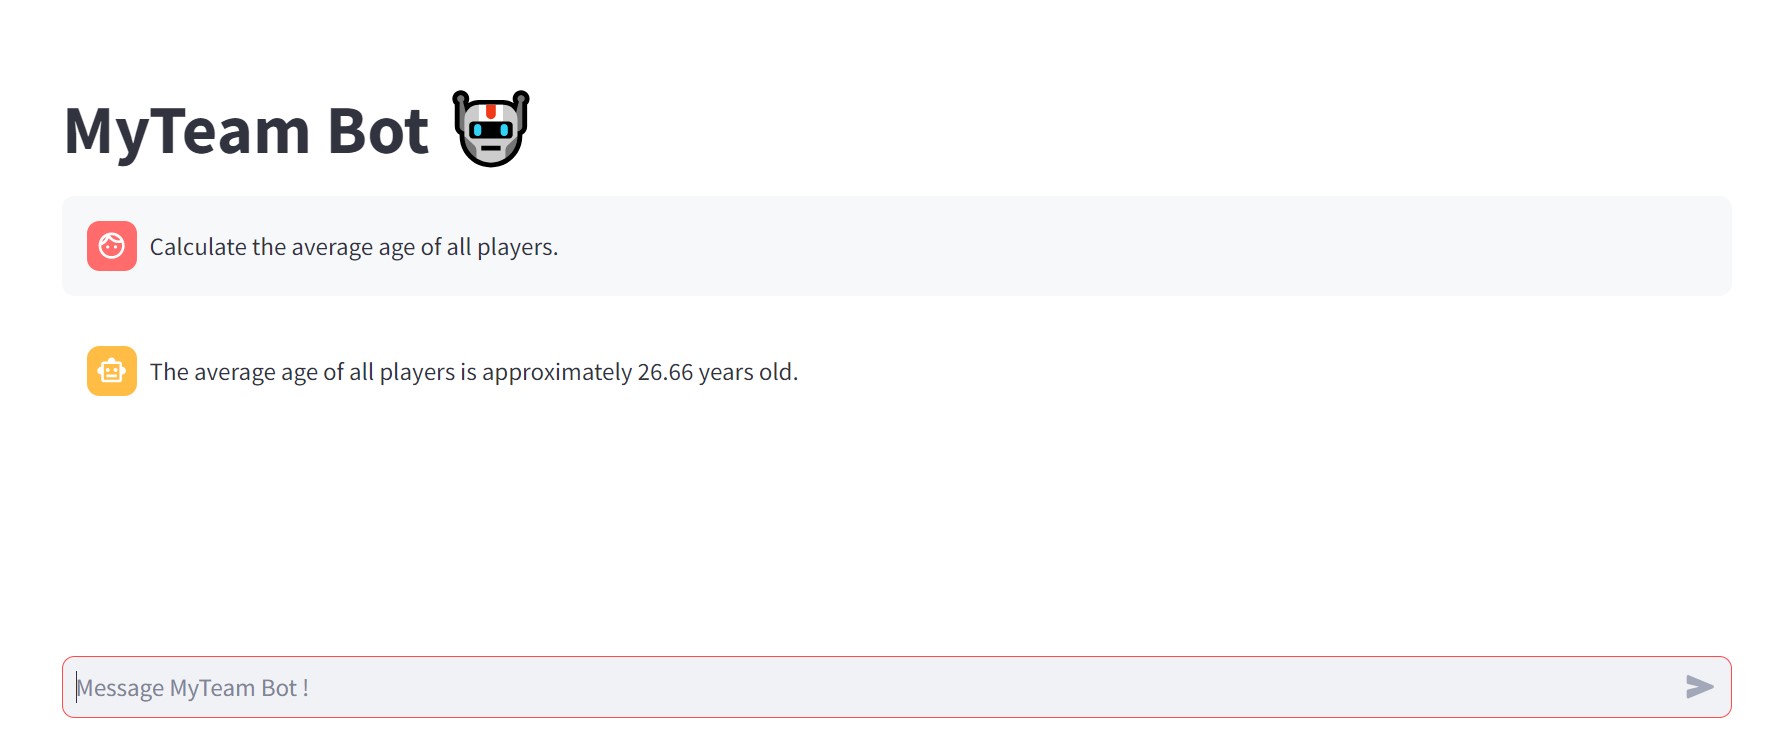 MyTeam Bot
Calculate the average age of all players.
The average age of all players is approximately 26.66 years old.
Message MyTeam Bot !